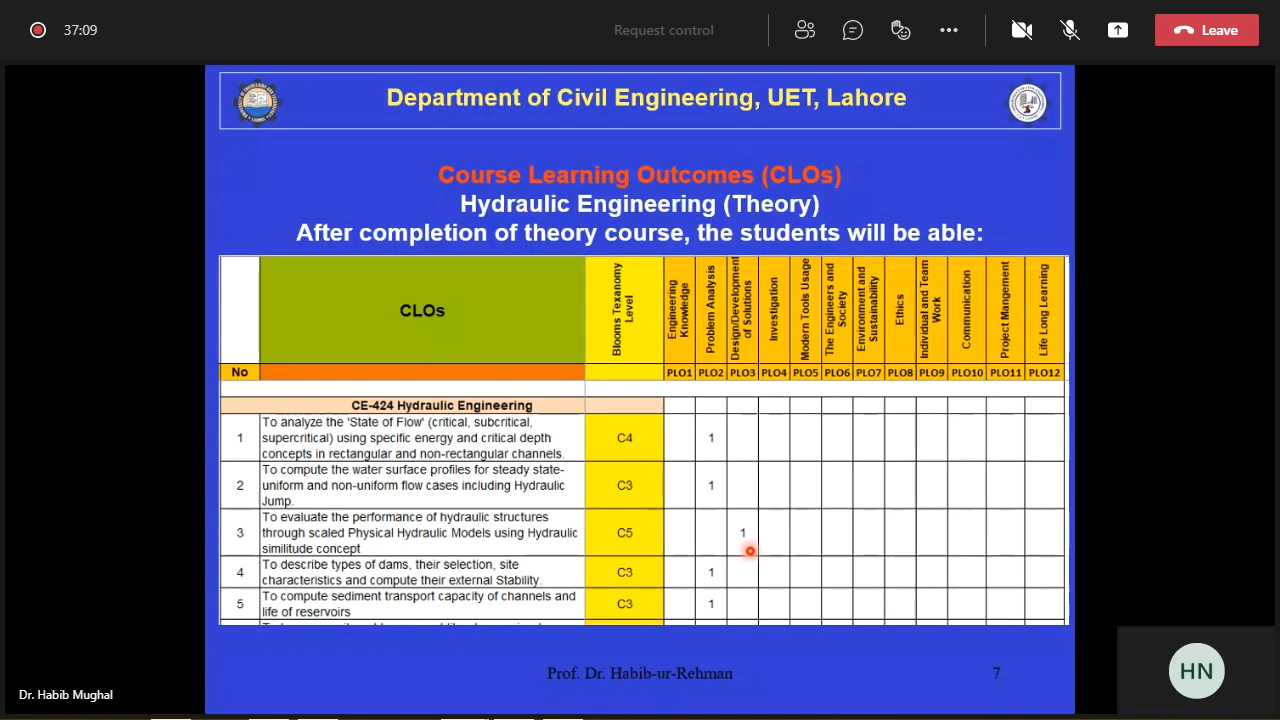 37:09
Request control
Leave
Department of Civil Engineering, UET, Lahore
Course Learning Outcomes (CLOs)
Hydraulic Engineering (Theory)
After completion of theory course, the students will be able:
CLOs
Blooms Texanomy Level
Engineering Knowledge
Problem Analysis
Design/Development of Solutions
Investigation
Modern Tools Usage
The Engineers and Society
Environment and Sustainability
Ethics
Individual and Team Work
Communication
Project Mangement
Life Long Learning
No PLO1 PLO2 PLO3 PLO4 PLO5 PLO6 PLO7 PLO8 PLO9 PLO10 PLO11 PLO12
CE-424 Hydraulic Engineering
1 To analyze the 'State of Flow' (critical, subcritical,
supercritical) using specific energy and critical depth C4 1
concepts in rectangular and non-rectangular channels.
To compute the water surface profiles for steady state-
2 uniform and non-uniform flow cases including Hydraulic C3 1
Jump.
To evaluate the performance of hydraulic structures
3 through scaled Physical Hydraulic Models using Hydraulic C5 1
similitude concept
4 To describe types of dams, their selection, site C3 1
characteristics and compute their external Stability.
5 To compute sediment transport capacity of channels and C3 1
life of reservoirs
Prof. Dr. Habib-ur-Rehman
7
HN
Dr. Habib Mughal